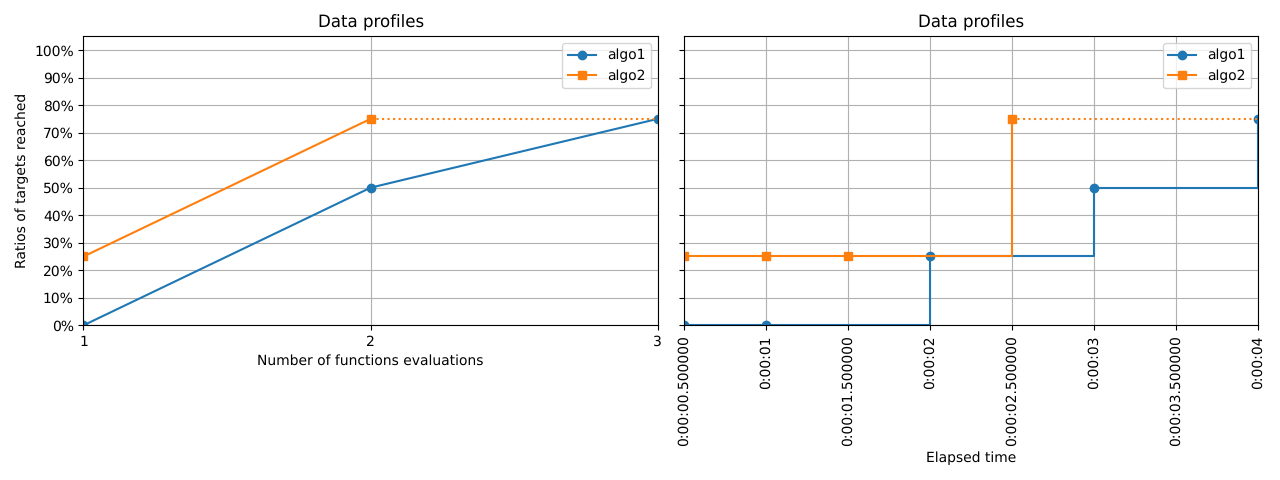 Data profiles
100%
90%
80%
70%
60%
50%
40%
30%
20%
10%
0%
Ratios of targets reached
1
2
3
Number of functions evaluations
algo1
algo2
Data profiles
algo1
algo2
0:00:00.500000
0:00:01
0:00:01.500000
0:00:02
0:00:02.500000
0:00:03
0:00:03.500000
0:00:04
Elapsed time